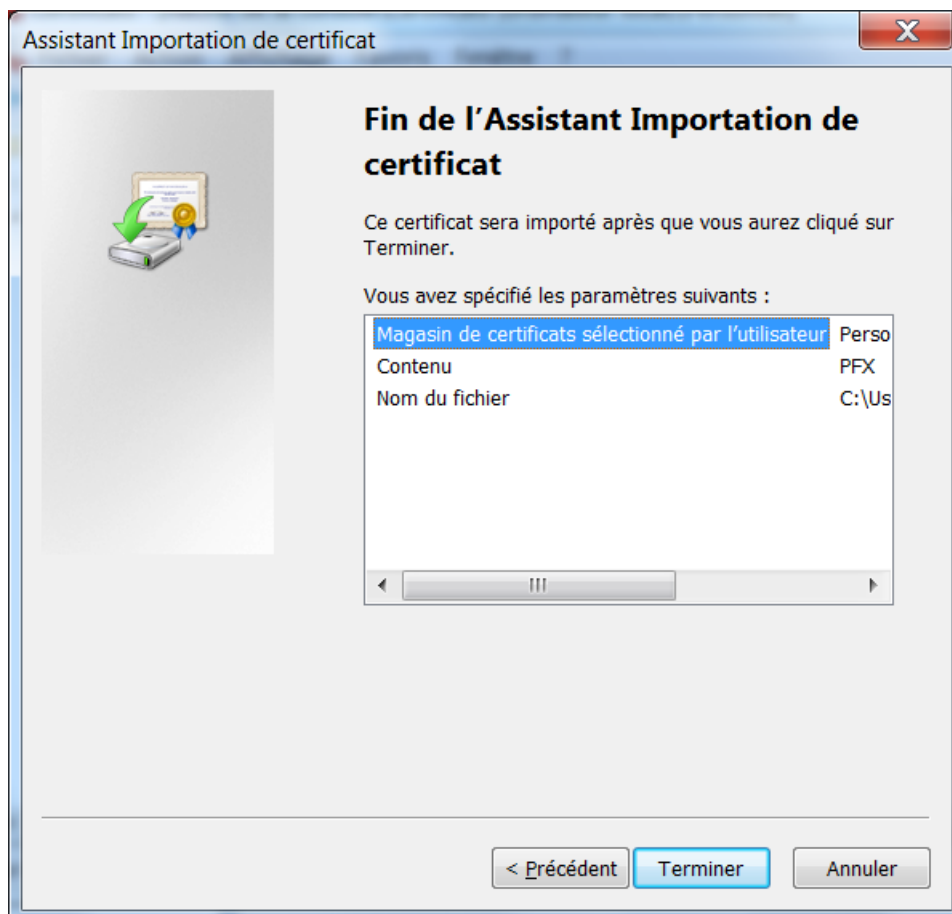 Assistant Importation de certificat
Fin de l'Assistant Importation de
certificat
Ce certificat sera importé après que vous aurez cliqué sur
Terminer.
Vous avez spécifié les paramètres suivants :
Magasin de certificats sélectionné par l'utilisateur Perso
Contenu PFX
Nom du fichier C:\Us
< Précédent Terminer Annuler